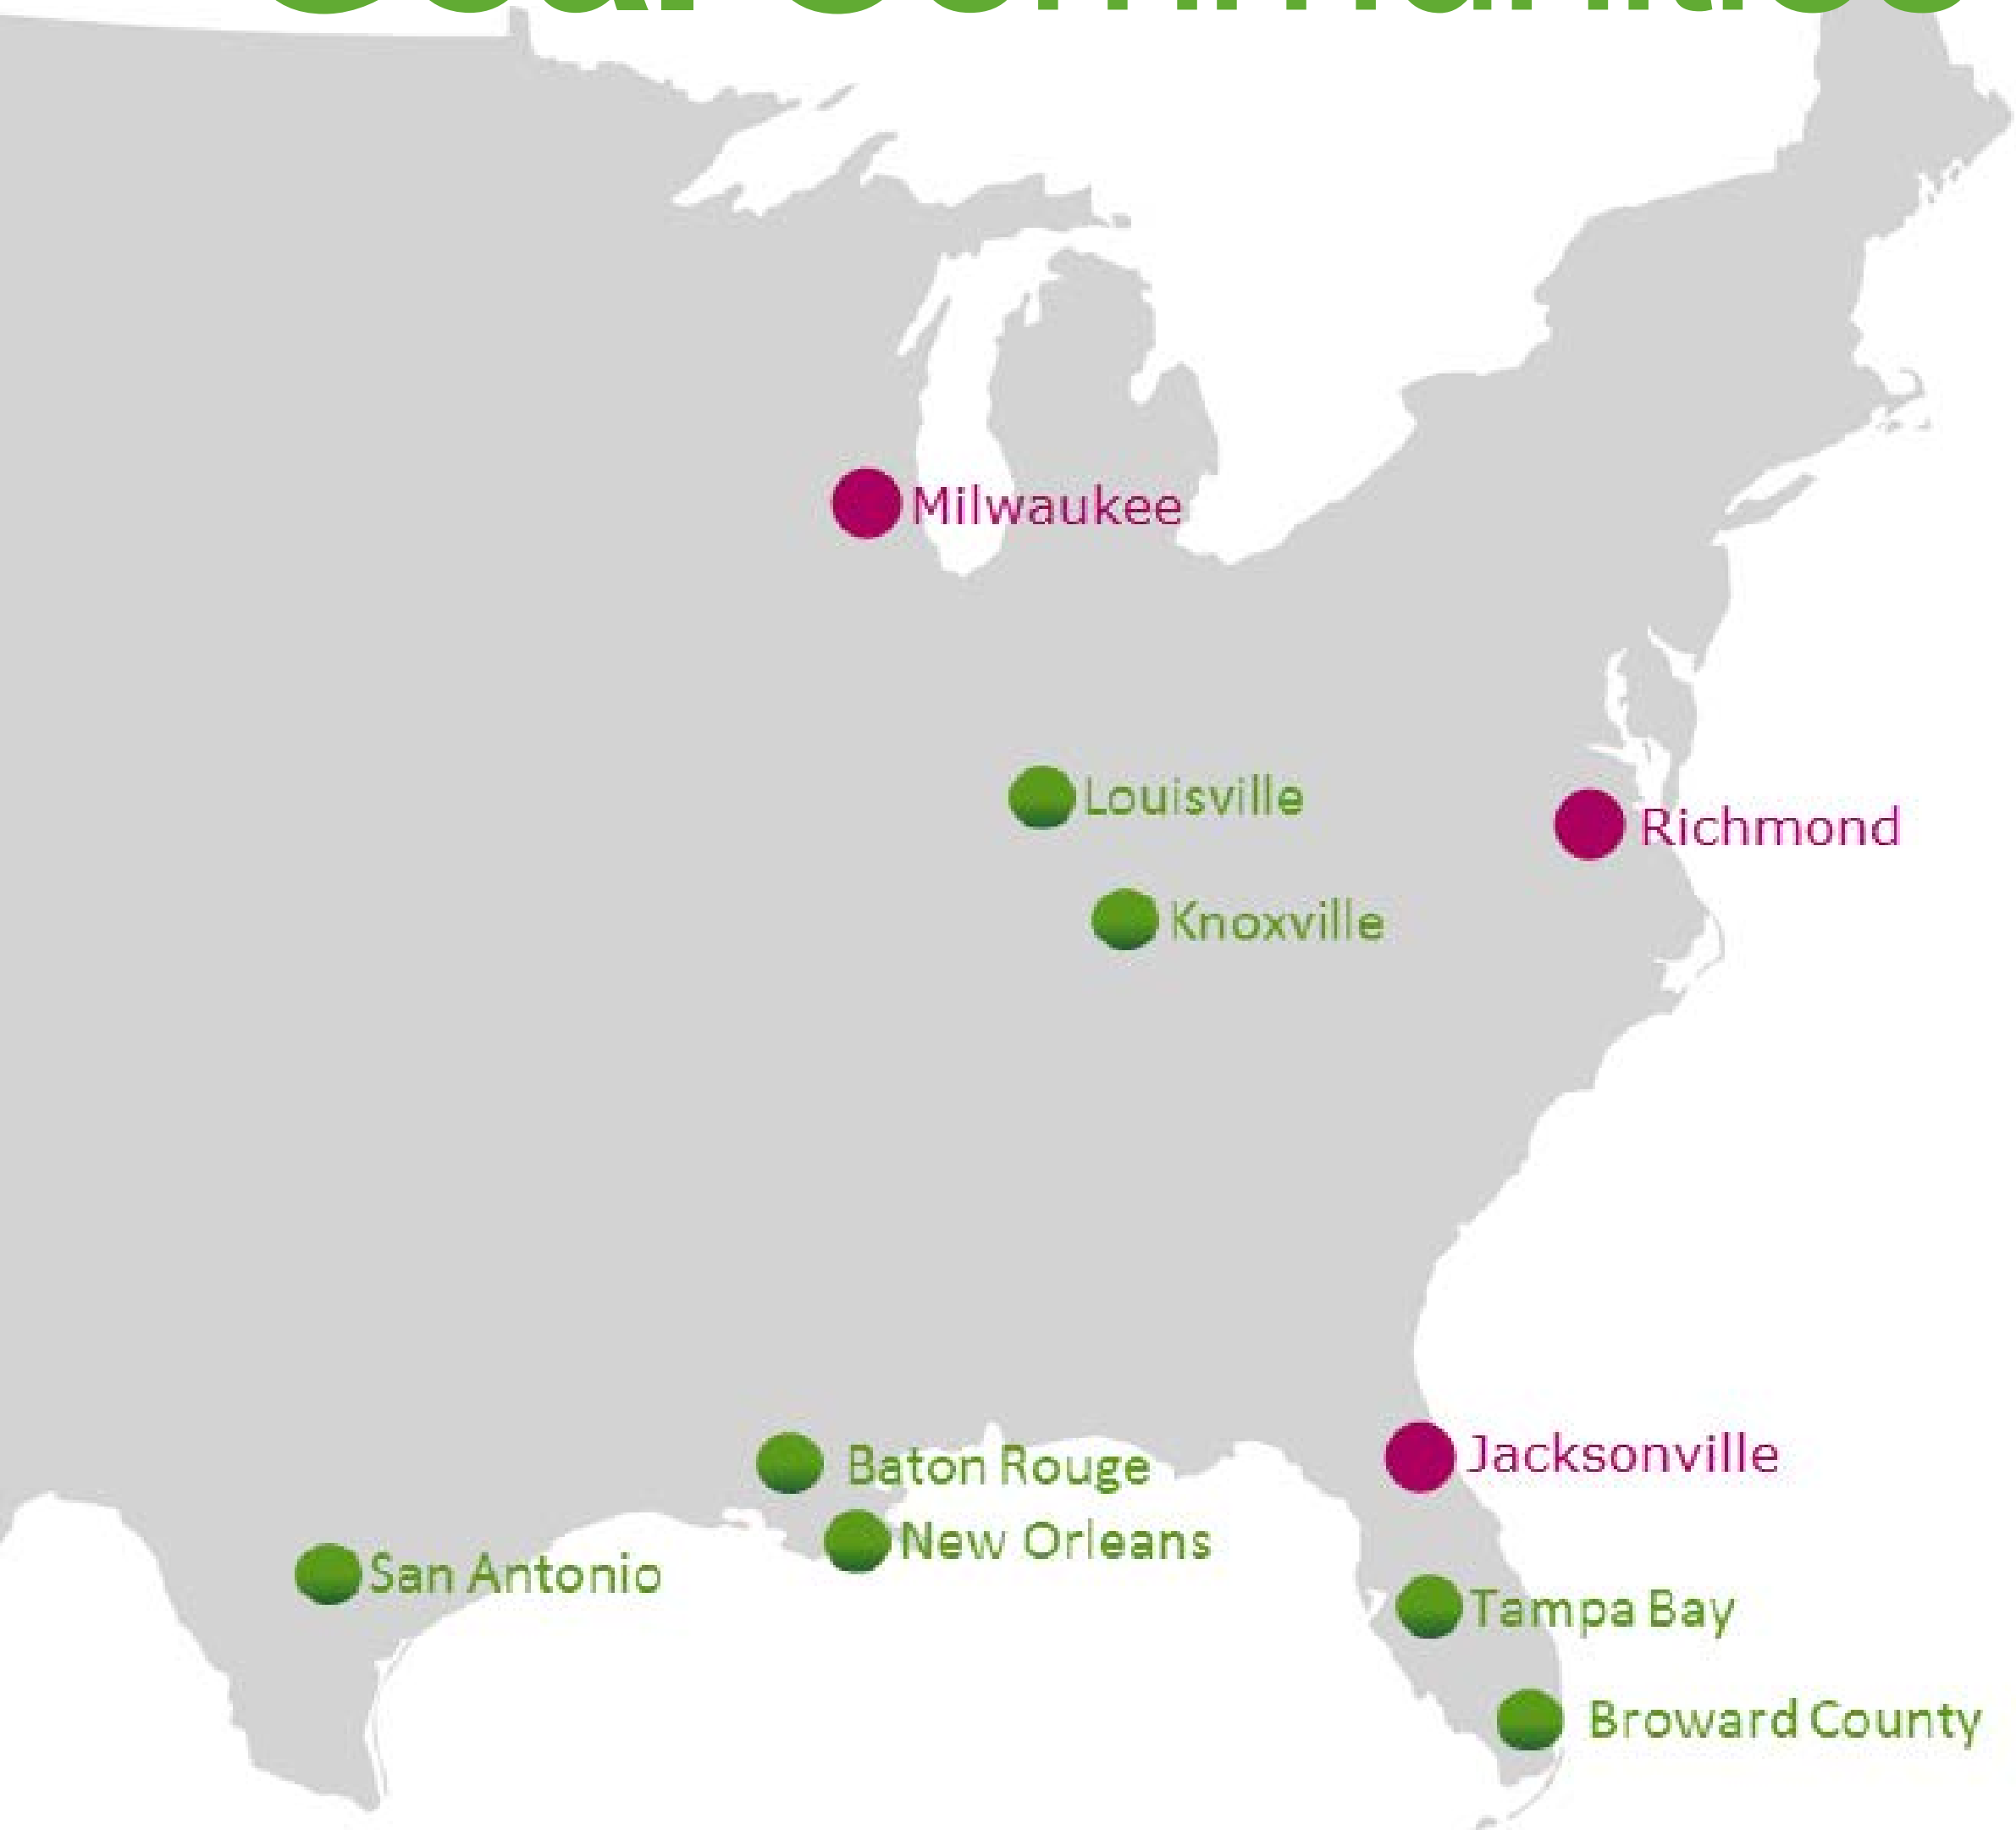 Milwaukee
Louisville
Richmond
Knoxville
Jacksonville
Baton Rouge
New Orleans
San Antonio
Tampa Bay
Broward County